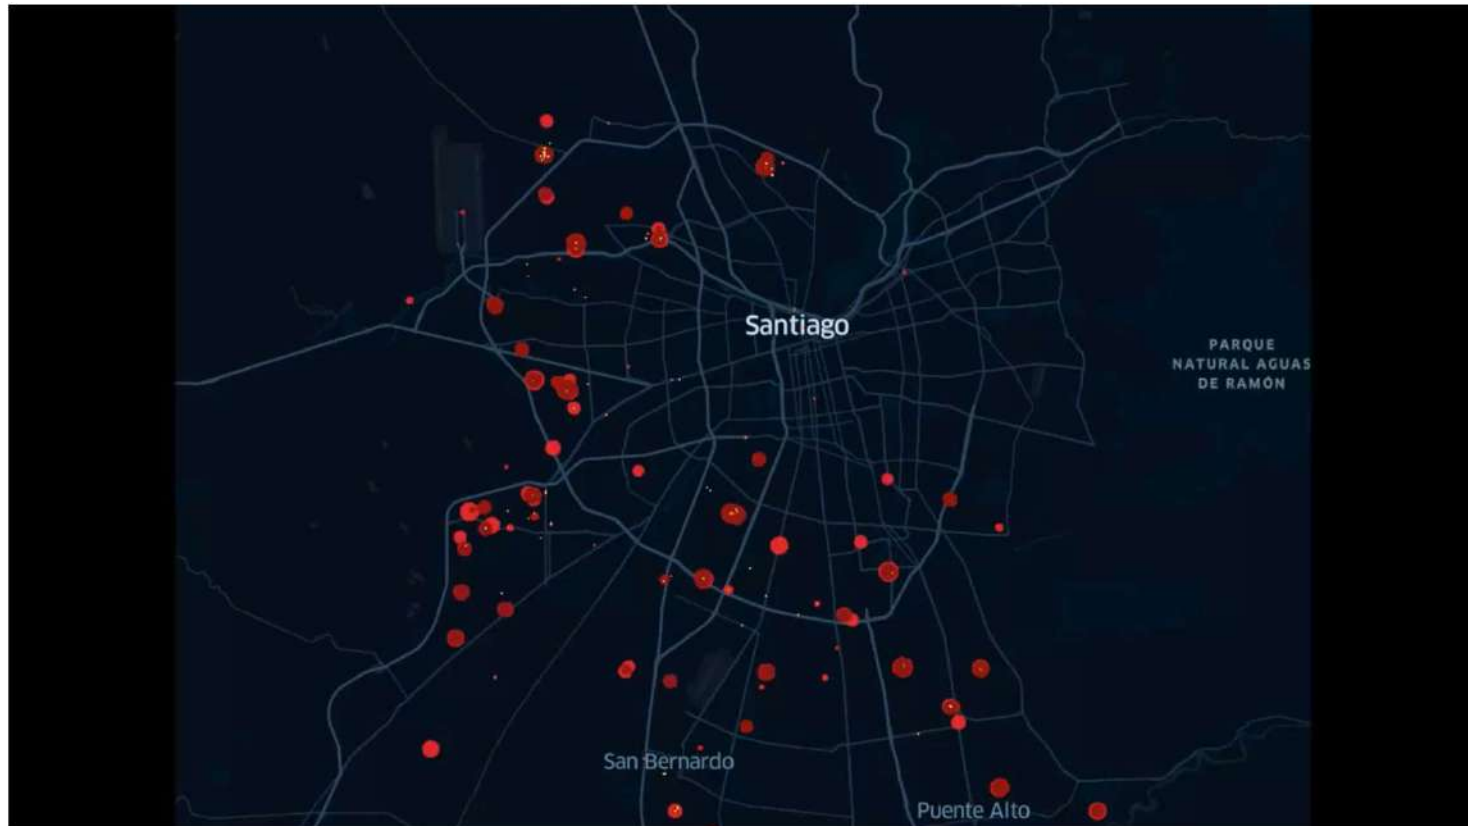 Santiago
PARQUE
NATURAL AGUAS
DE RAMÓN
San Bernardo
Puente Alto